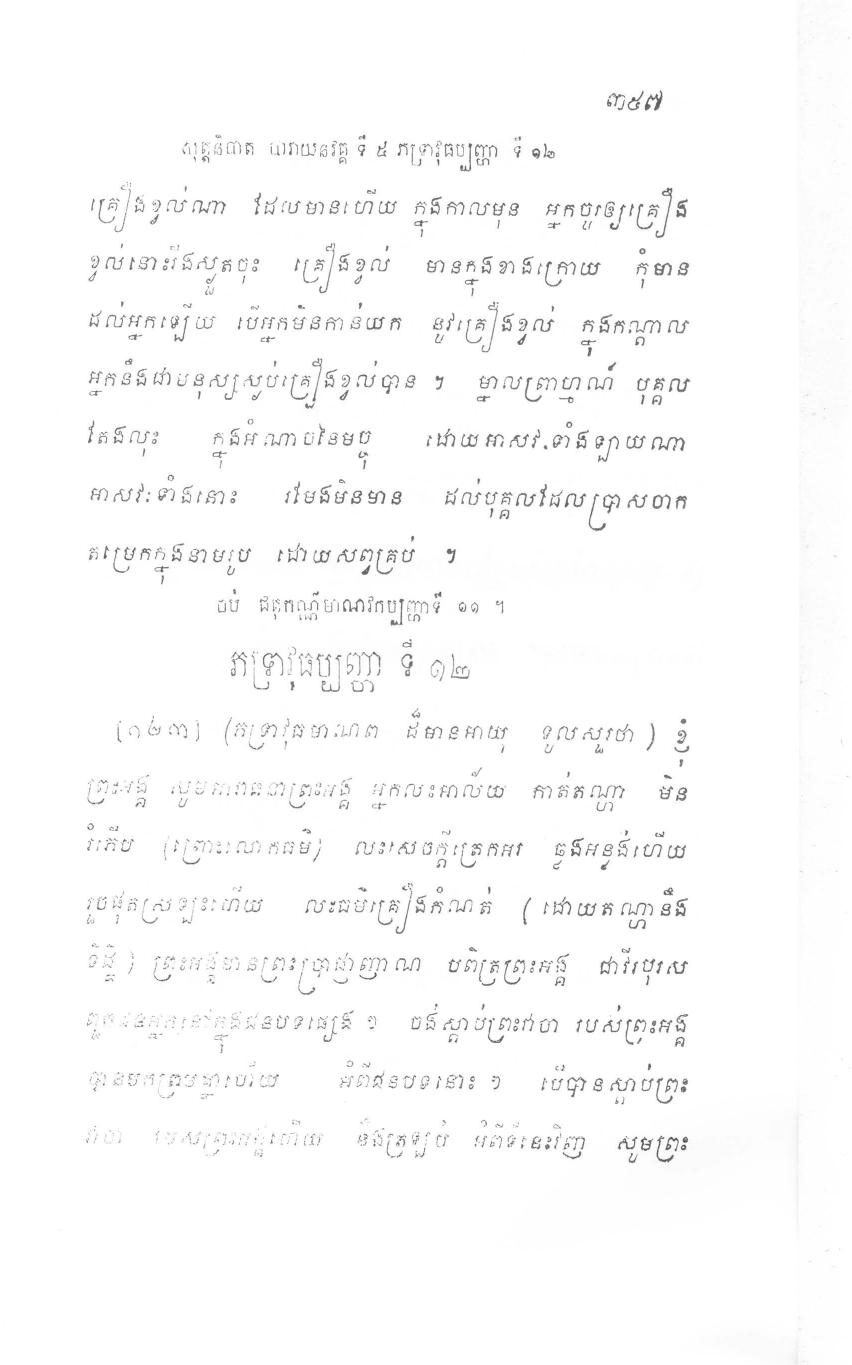 ៣៤៧
សុត្តនិបាត បារាយនវគ្គ ទី ៥ ភទ្រាវុធប្បញ្ហា ទី ១២
គ្រឿងខ្វល់ណា ដែលមានហើយ ក្នុងកាលមុន អ្នកចូរឲ្យគ្រឿង
ខ្វល់នោះរីងស្ងួតចុះ គ្រឿងខ្វល់ មានក្នុងខាងក្រោយ កុំមាន
ដល់អ្នកឡើយ បើអ្នកមិនកាន់យក នូវគ្រឿងខ្វល់ ក្នុងកណ្តាល
អ្នកនឹងជាមនុស្សស្ងប់គ្រឿងខ្វល់បាន ។ ម្នាលព្រាហ្មណ៍ បុគ្គល
តែងលុះ ក្នុងអំណាចនៃមច្ចុ ដោយអាសវៈទាំងឡាយណា
អាសវៈទាំងនោះ រមែងមិនមាន ដល់បុគ្គលដែលប្រាសចាក
តម្រេកក្នុងនាមរូប ដោយសព្វគ្រប់ ។
ចប់ ជតុកណ្ណីមាណវកប្បញ្ហាទី ១១ ។
ភទ្រាវុធប្បញ្ហា ទី ១២
[១២៣] (ភទ្រាវុធមាណព ដ៏មានអាយុ ទូលសួរថា) ខ្ញុំ
ព្រះអង្គ សូមអារាធនាព្រះអង្គ អ្នកលះអាល័យ កាត់តណ្ហា មិន
រំភើប (ព្រោះលោកធម៌) លះសេចក្តីត្រេកអរ ឆ្លងអន្លង់ហើយ
រួចផុតស្រឡះហើយ លះធម៌គ្រឿងកំណត់ (ដោយតណ្ហានឹង
ទិដ្ឋិ) ព្រះអង្គមានព្រះប្រាជ្ញាញាណ បពិត្រព្រះអង្គ ជាវីរបុរស
ពួកជនអ្នកនៅក្នុងជនបទផ្សេង ៗ ចង់ស្តាប់ព្រះវាចា របស់ព្រះអង្គ
បានមកព្រមគ្នាហើយ អំពីជនបទនោះ ៗ បើបានស្តាប់ព្រះ
វាចា របស់ព្រះអង្គហើយ នឹងត្រឡប់ អំពីទីនេះវិញ សូមព្រះ